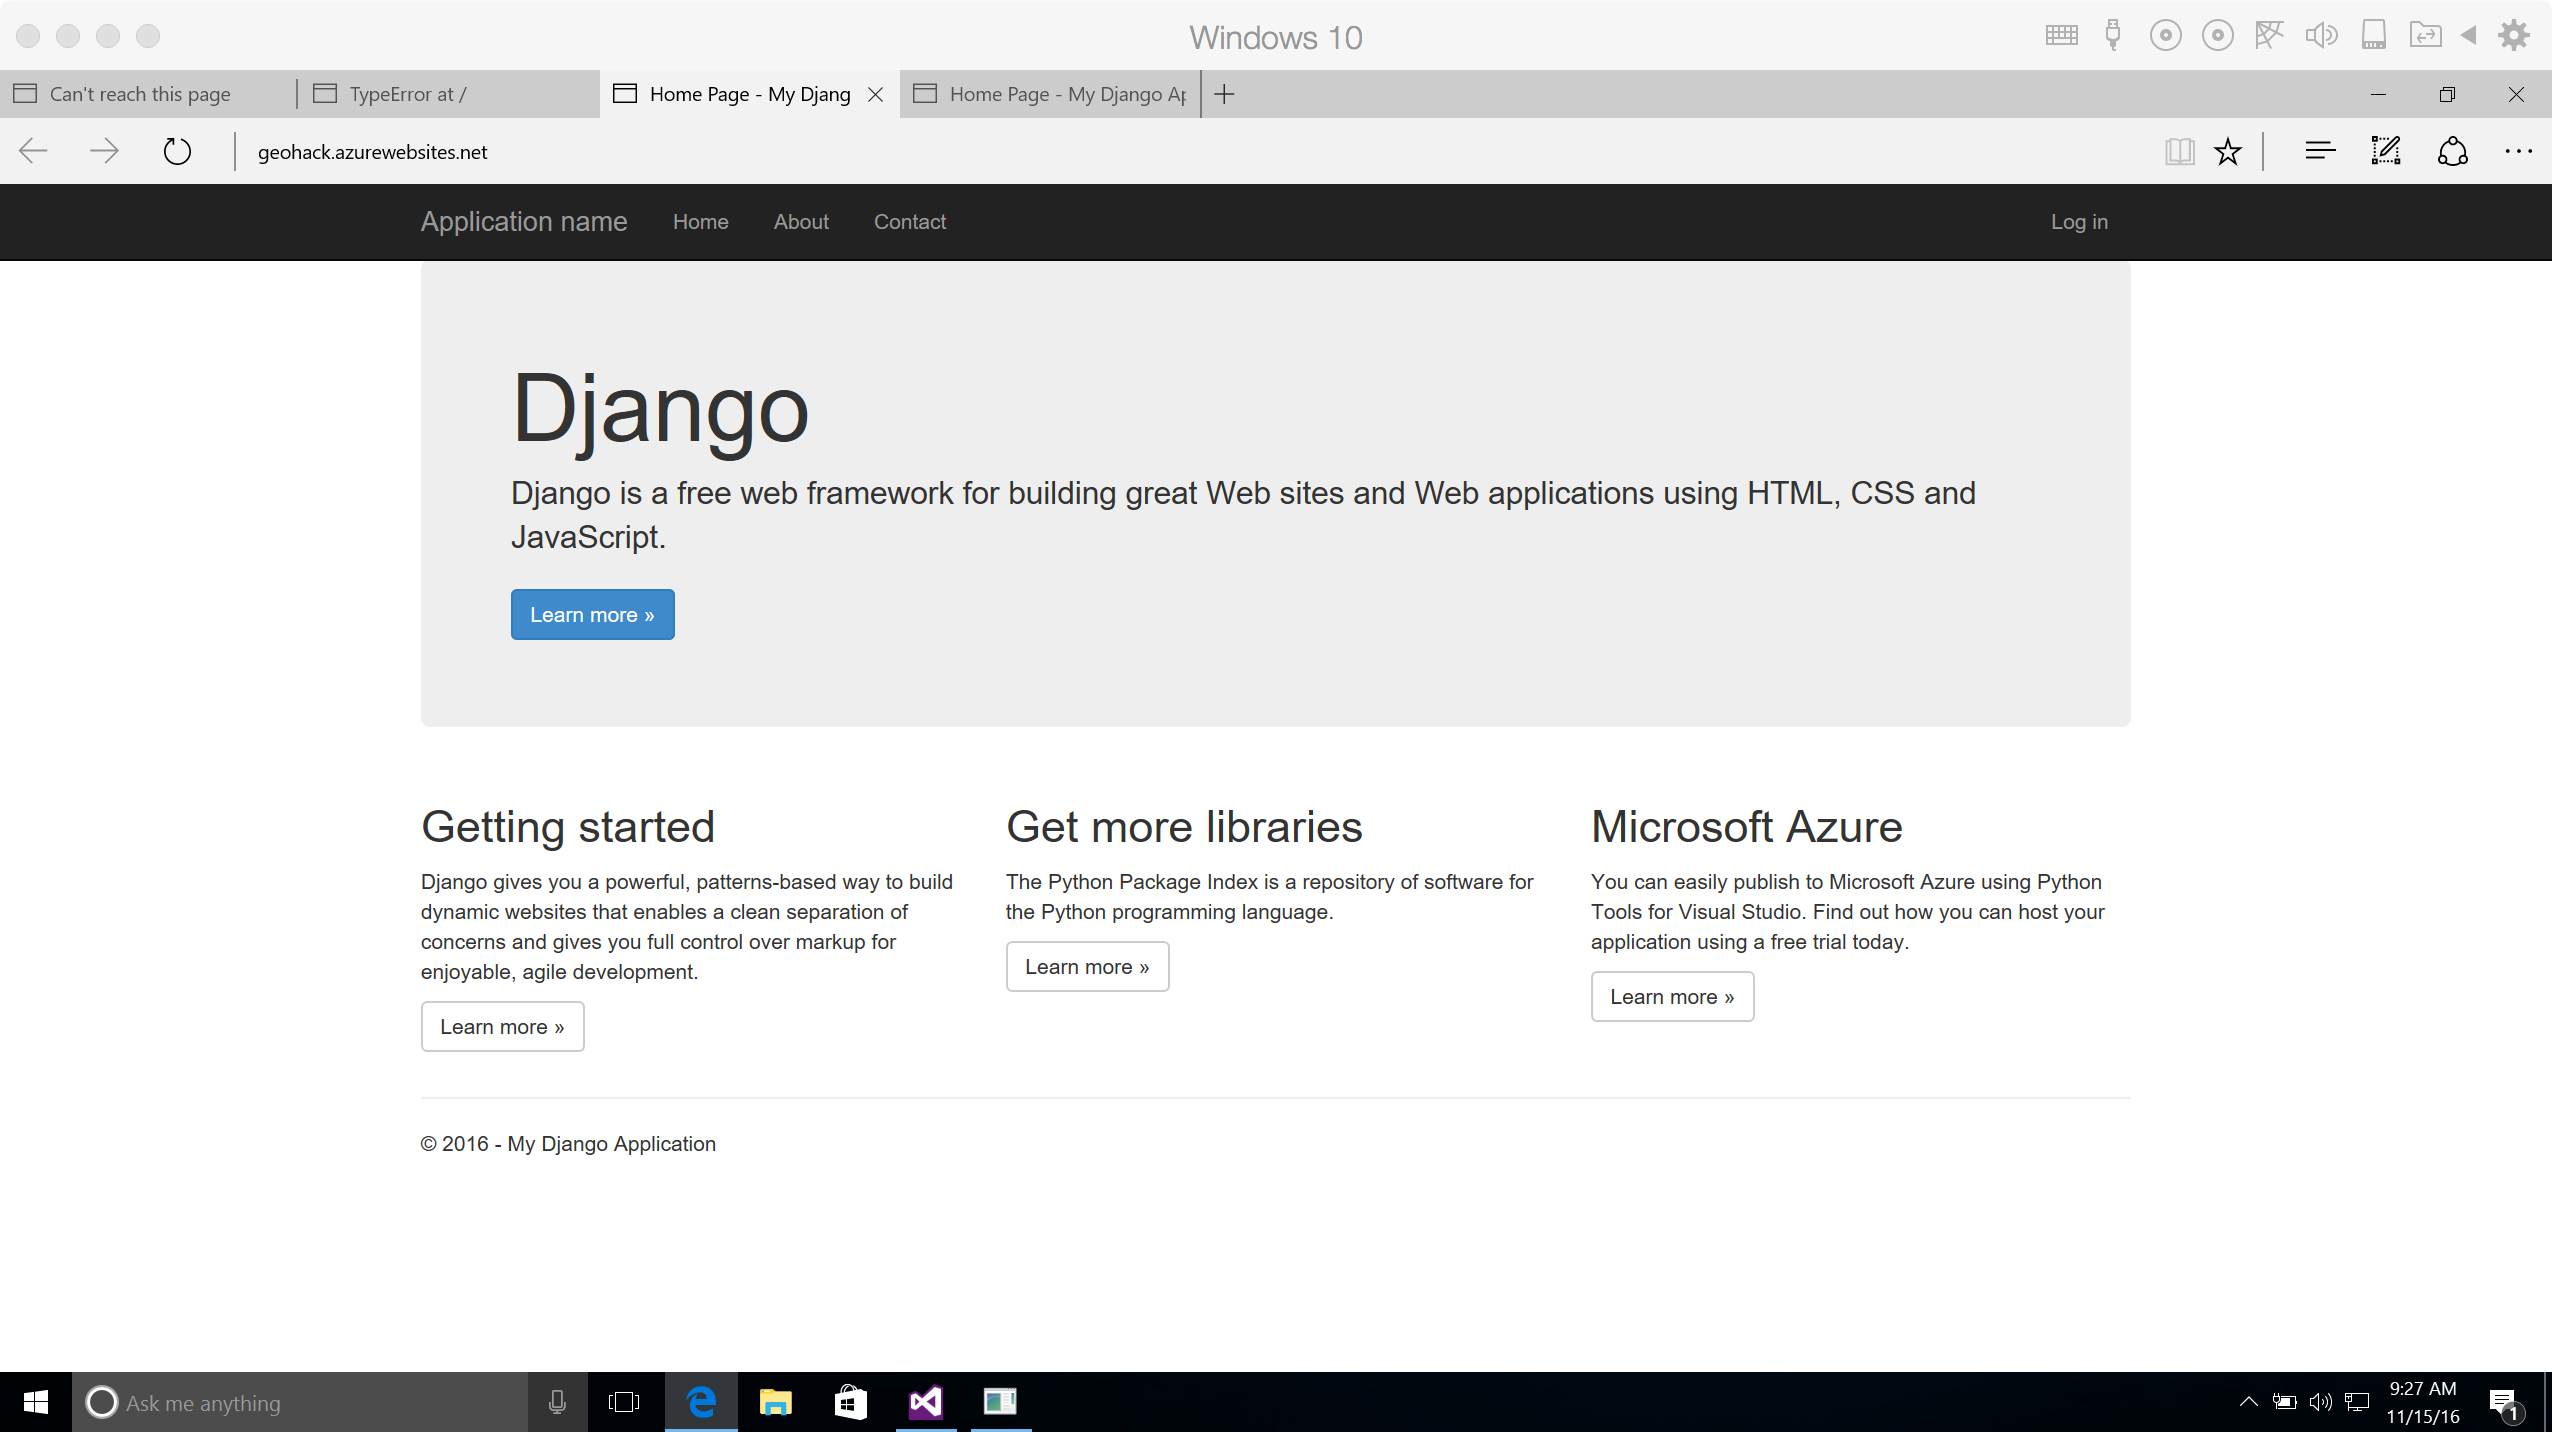 Windows 10
Can't reach this page
TypeError at /
Home Page - My Djang
Home Page - My Django Ap
geohack.azurewebsites.net
Application name Home About Contact Log in
Django
Django is a free web framework for building great Web sites and Web applications using HTML, CSS and
JavaScript.
Learn more »
Getting started
Django gives you a powerful, patterns-based way to build
dynamic websites that enables a clean separation of
concerns and gives you full control over markup for
enjoyable, agile development.
Learn more »
Get more libraries
The Python Package Index is a repository of software for
the Python programming language.
Learn more »
Microsoft Azure
You can easily publish to Microsoft Azure using Python
Tools for Visual Studio. Find out how you can host your
application using a free trial today.
Learn more »
© 2016 - My Django Application
Ask me anything
9:27 AM
11/15/16
1